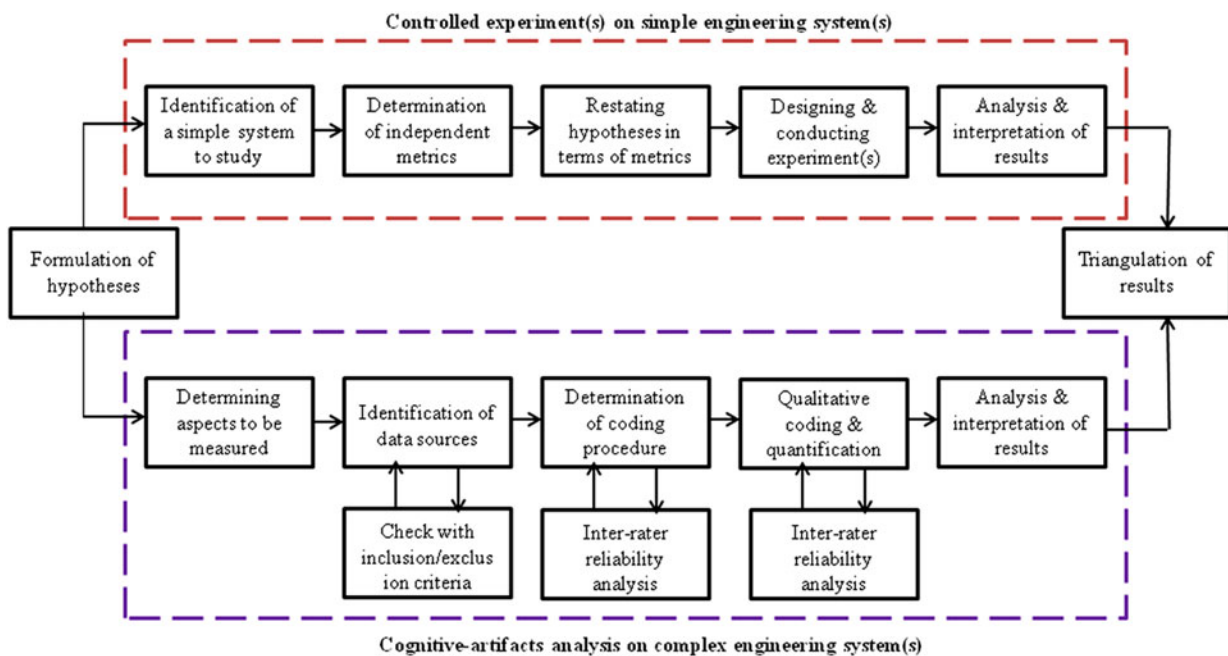 Controlled experiment(s) on simple engineering system(s)
Identification of
a simple system
to study
Determination
of independent
metrics
Restating
hypotheses in
terms of metrics
Designing &
conducting
experiment(s)
Analysis &
interpretation of
results
Formulation of
hypotheses
Triangulation of
results
Determining
aspects to be
measured
Identification of
data sources
Determination
of coding
procedure
Qualitative
coding &
quantification
Analysis &
interpretation of
results
Check with
inclusion/exclus
ion criteria
Inter-rater
reliability
analysis
Inter-rater
reliability
analysis
Cognitive-artifacts analysis on complex engineering system(s)